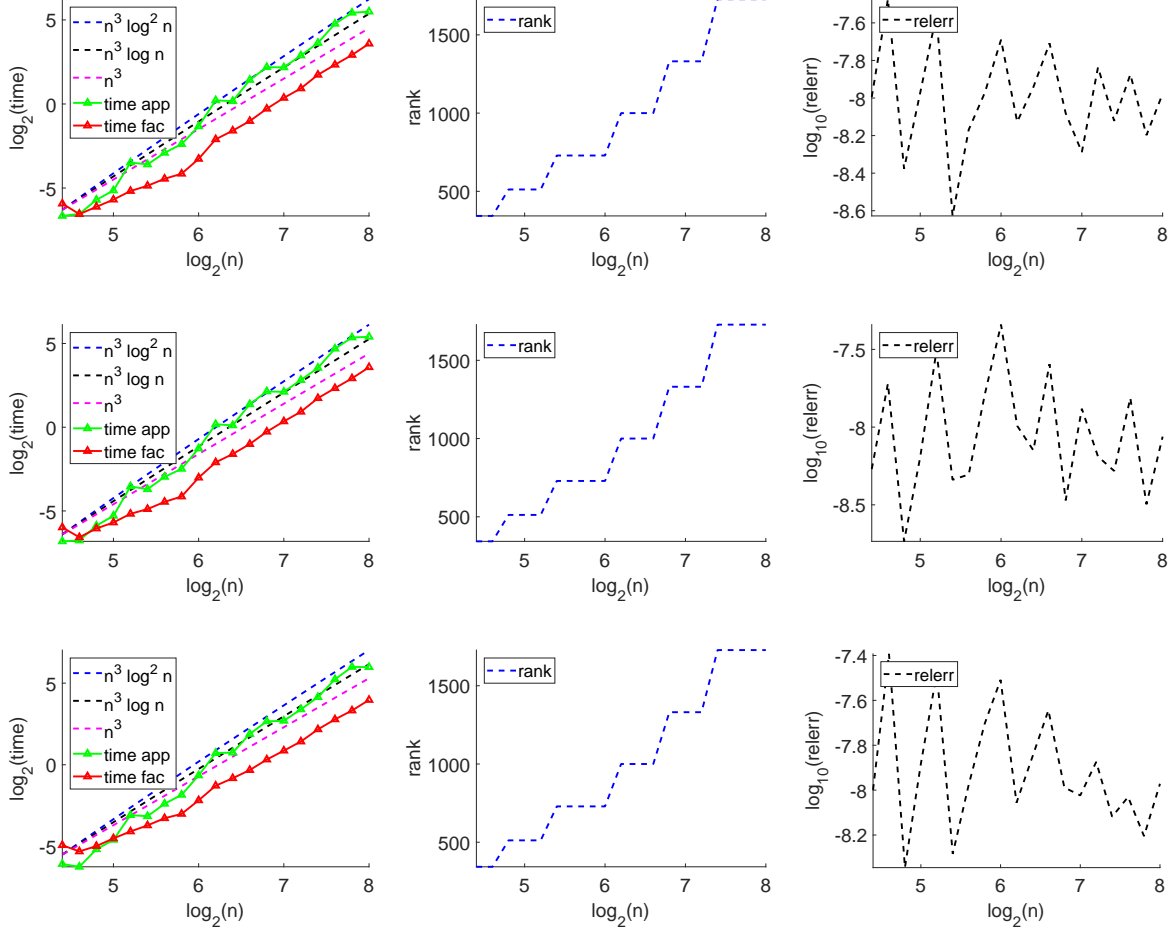 n³ log² n
n³ log n
n³
time app
time fac
5
0
-5
log₂(time)
5 6 7 8
log₂(n)
rank
1500
1000
500
rank
5 6 7 8
log₂(n)
relerr
-7.6
-7.8
-8
-8.2
-8.4
-8.6
log₁₀(relerr)
5 6 7 8
log₂(n)
n³ log² n
n³ log n
n³
time app
time fac
5
0
-5
log₂(time)
5 6 7 8
log₂(n)
rank
1500
1000
500
rank
5 6 7 8
log₂(n)
relerr
-7.5
-8
-8.5
log₁₀(relerr)
5 6 7 8
log₂(n)
n³ log² n
n³ log n
n³
time app
time fac
5
0
-5
log₂(time)
5 6 7 8
log₂(n)
rank
1500
1000
500
rank
5 6 7 8
log₂(n)
relerr
-7.4
-7.6
-7.8
-8
-8.2
log₁₀(relerr)
5 6 7 8
log₂(n)